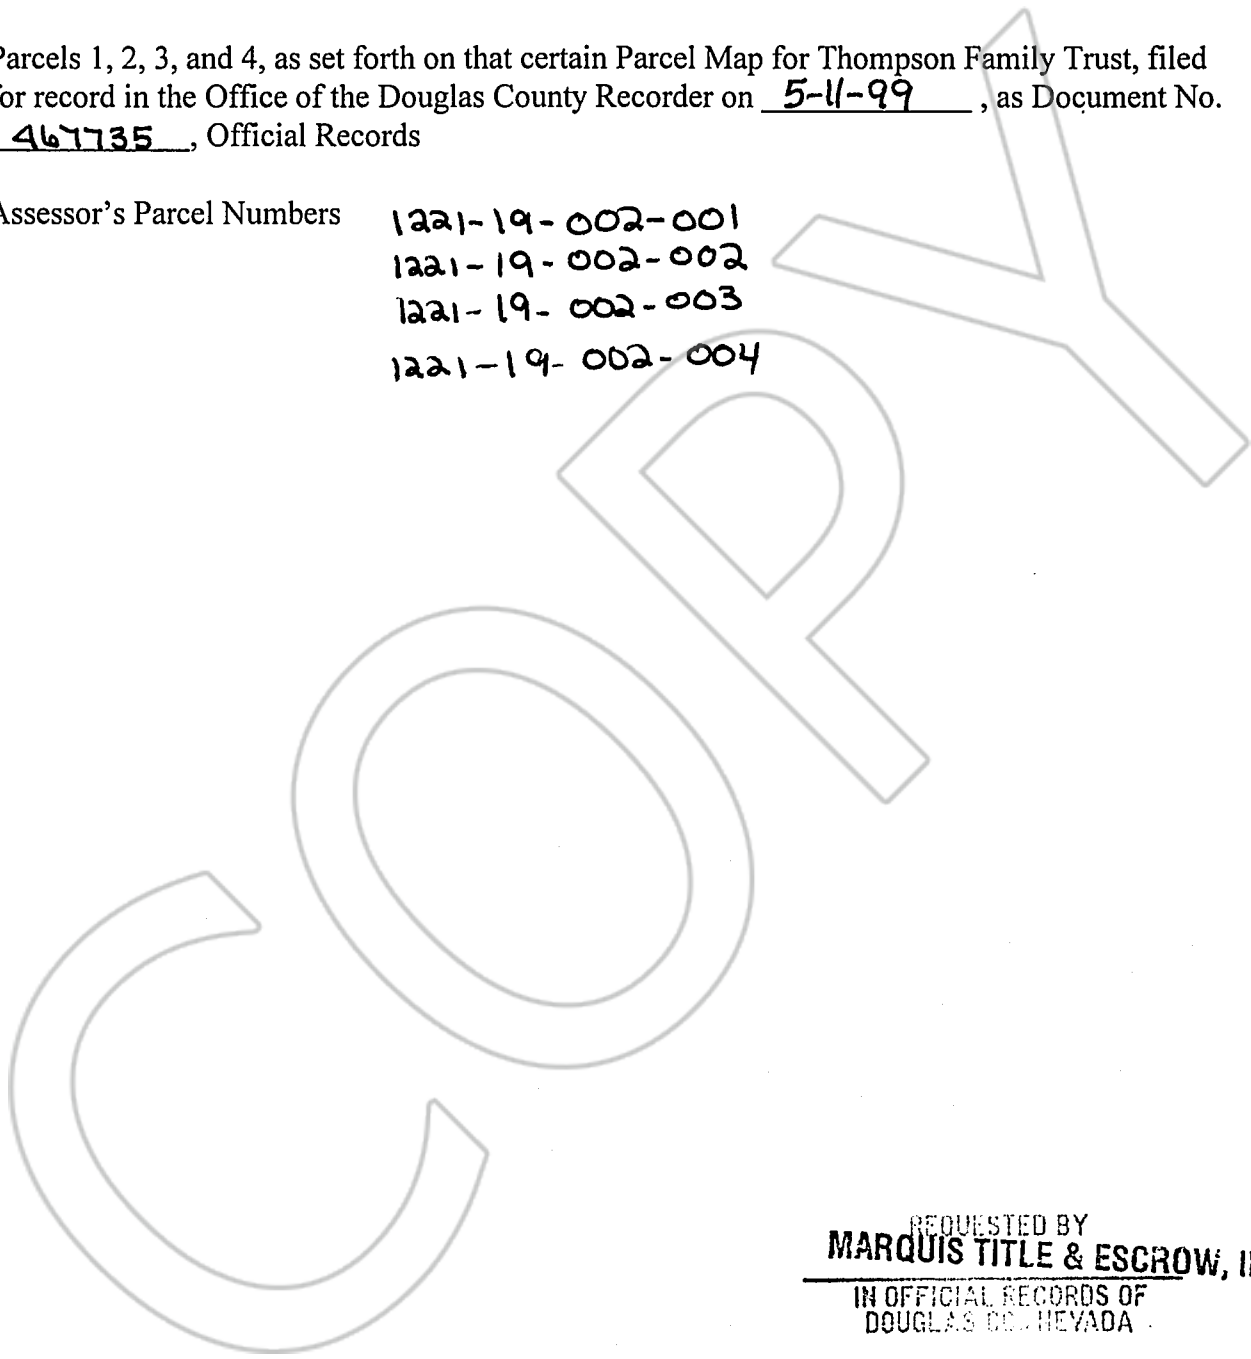 Parcels 1, 2, 3, and 4, as set forth on that certain Parcel Map for Thompson Family Trust, filed
for record in the Office of the Douglas County Recorder on 5-11-99, as Document No.
467735, Official Records
Assessor's Parcel Numbers 1221-19-002-001
1221-19-002-002
1221-19-002-003
1221-19-002-004
COPY
REQUESTED BY
MARQUIS TITLE & ESCROW,
IN OFFICIAL RECORDS OF
DOUGLAS CO., NEVADA